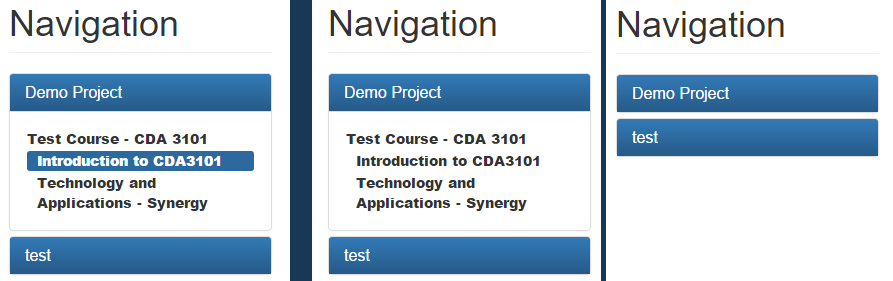 Navigation
Demo Project
Test Course - CDA 3101
Introduction to CDA3101
Technology and
Applications - Synergy
test
Navigation
Demo Project
Test Course - CDA 3101
Introduction to CDA3101
Technology and
Applications - Synergy
test
Navigation
Demo Project
test